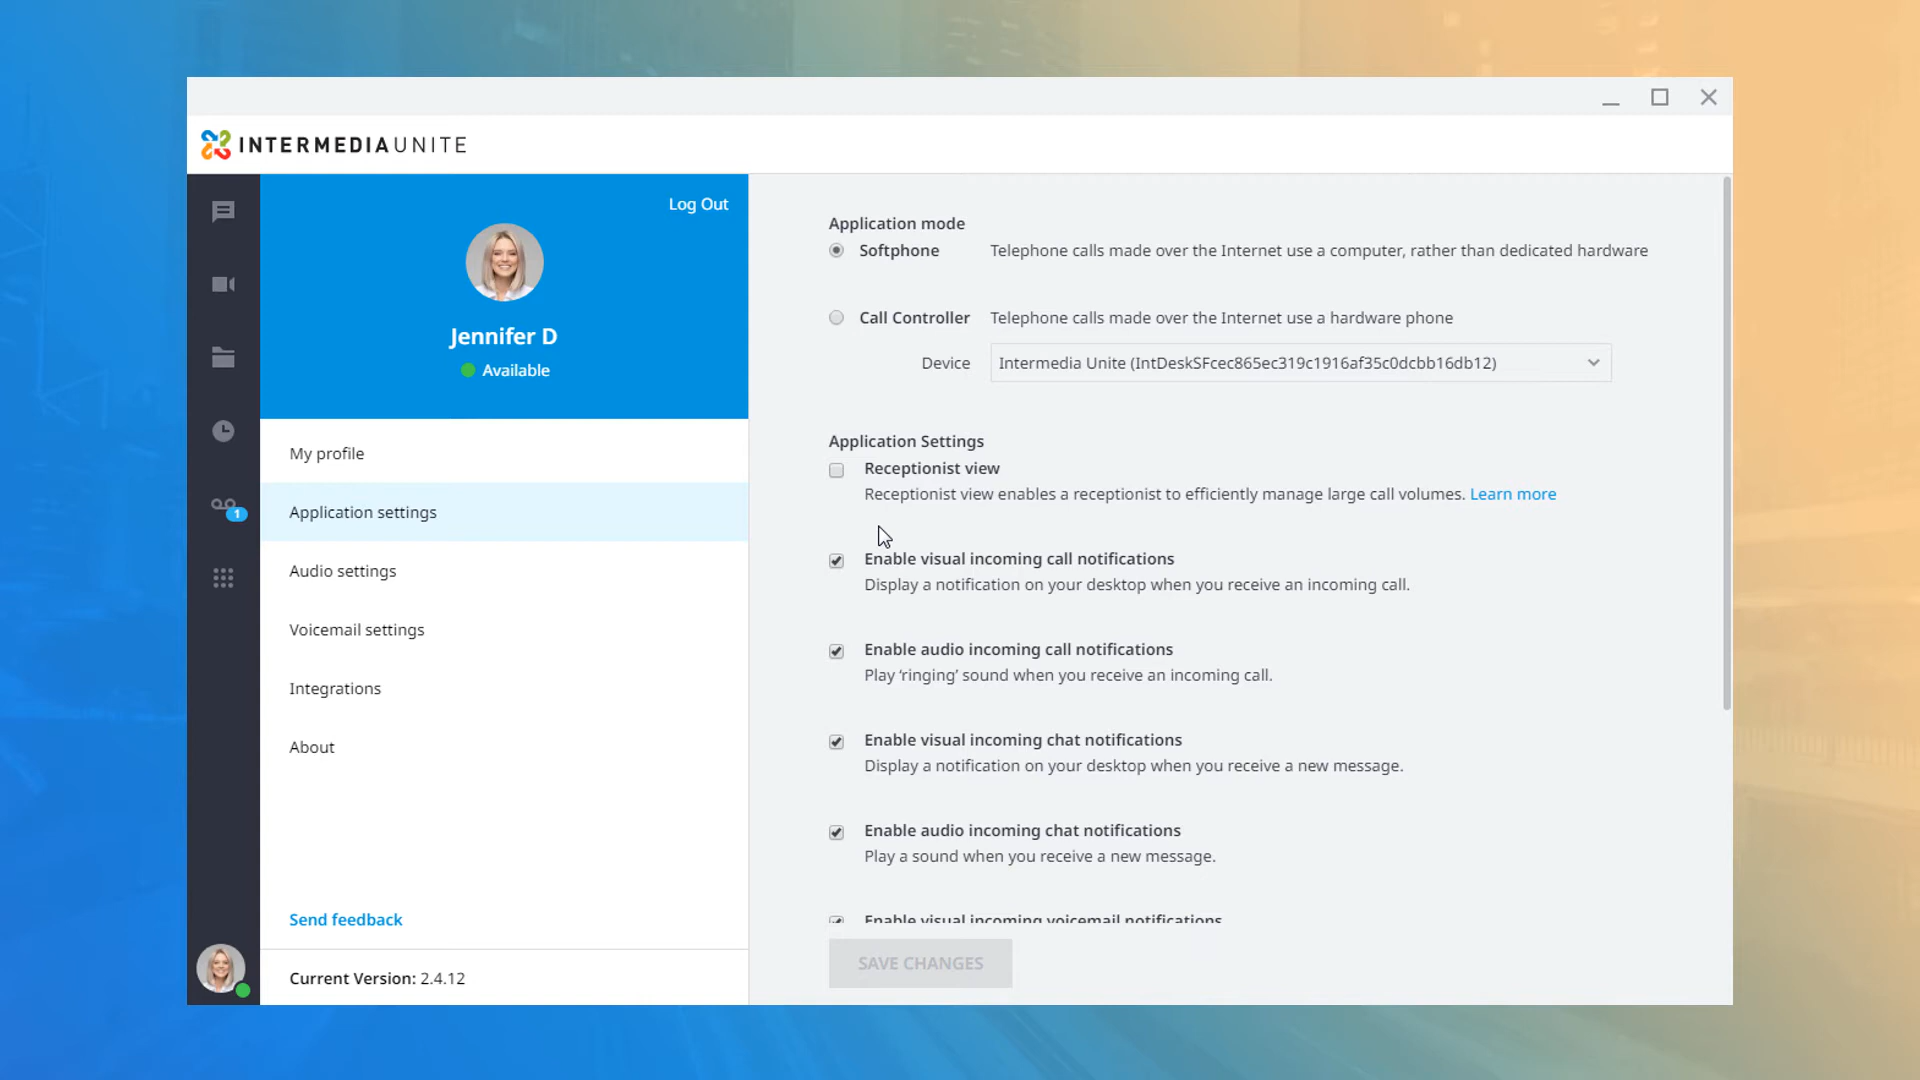 INTERMEDIAUNITE
Log Out
Jennifer D
Available
My profile
Application settings
Audio settings
Voicemail settings
Integrations
About
Send feedback
Current Version: 2.4.12
1
Application mode
Softphone Telephone calls made over the Internet use a computer, rather than dedicated hardware
Call Controller Telephone calls made over the Internet use a hardware phone
Device Intermedia Unite (IntDeskSFcec865ec319c1916af35c0dcbb16db12)
Application Settings
Receptionist view
Receptionist view enables a receptionist to efficiently manage large call volumes. Learn more
Enable visual incoming call notifications
Display a notification on your desktop when you receive an incoming call.
Enable audio incoming call notifications
Play ‘ringing’ sound when you receive an incoming call.
Enable visual incoming chat notifications
Display a notification on your desktop when you receive a new message.
Enable audio incoming chat notifications
Play a sound when you receive a new message.
Enable visual incoming voicemail notifications
SAVE CHANGES